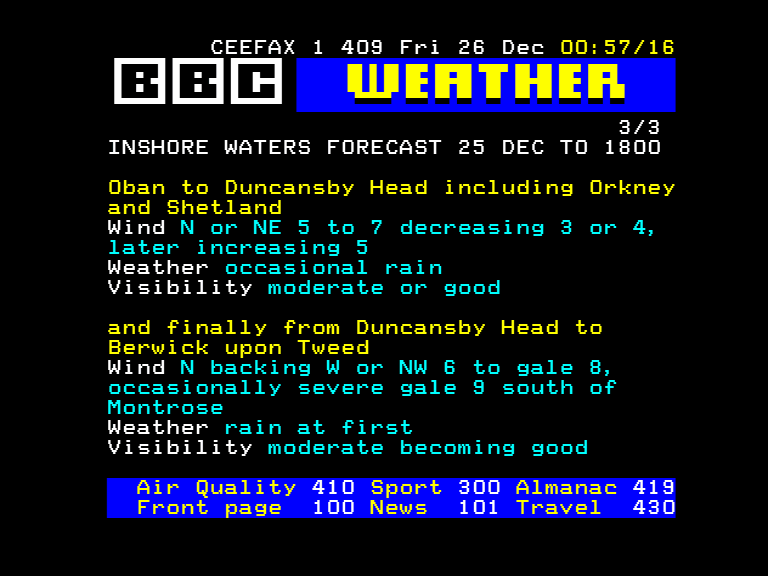 CEEFAX 1 409 Fri 26 Dec 00:57/16
BBC WEATHER
3/3
INSHORE WATERS FORECAST 25 DEC TO 1800
Oban to Duncansby Head including Orkney
and Shetland
Wind N or NE 5 to 7 decreasing 3 or 4,
later increasing 5
Weather occasional rain
Visibility moderate or good
and finally from Duncansby Head to
Berwick upon Tweed
Wind N backing W or NW 6 to gale 8,
occasionally severe gale 9 south of
Montrose
Weather rain at first
Visibility moderate becoming good
Air Quality 410 Sport 300 Almanac 419
Front page 100 News 101 Travel 430